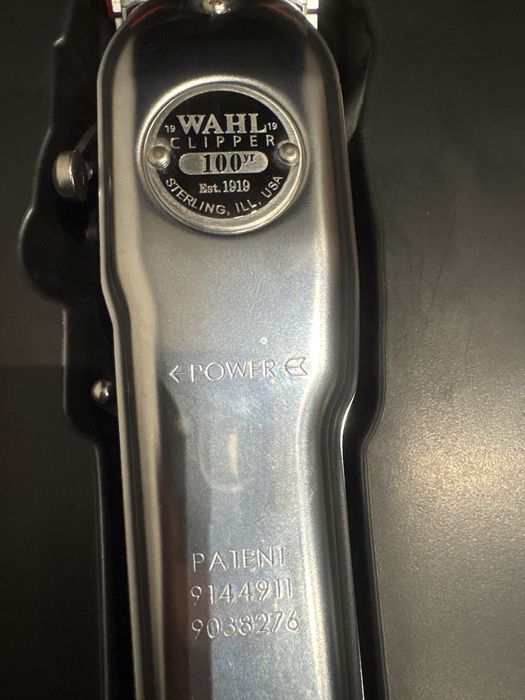 19 WAHL 19
CLIPPER
100yr
Est. 1919
STERLING, ILL, USA
POWER
PATENT
9144911
9038276